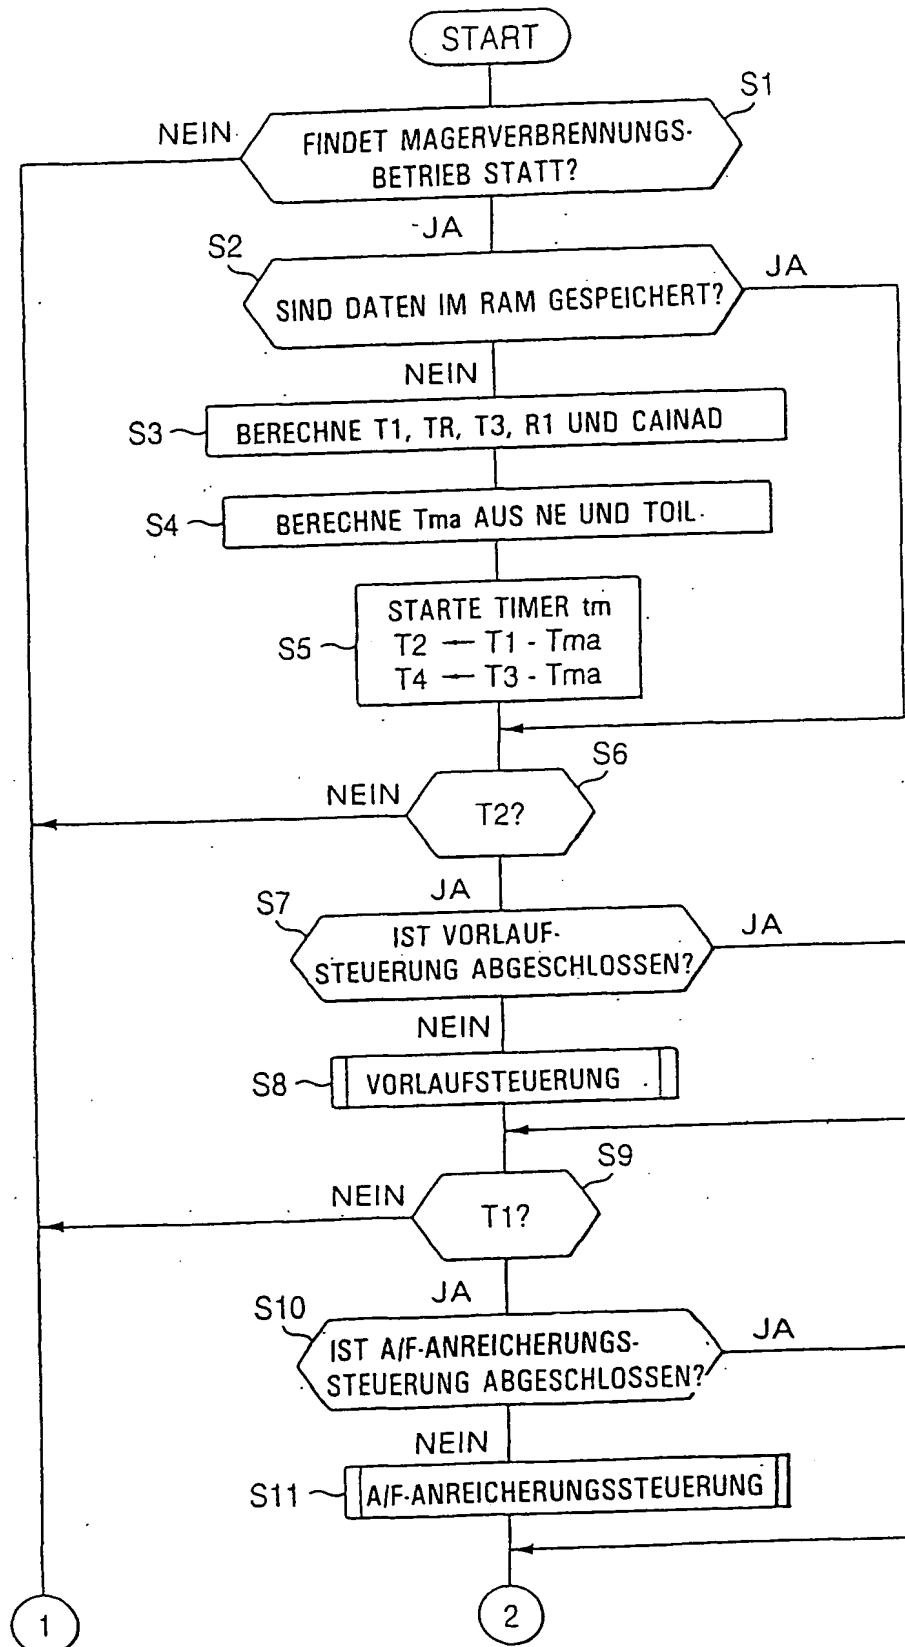 START
S1
NEIN
FINDET MAGERVERBRENNUNGS-
BETRIEB STATT?
JA
S2
JA
SIND DATEN IM RAM GESPEICHERT?
NEIN
S3
BERECHNE T1, TR, T3, R1 UND CAINAD
S4
BERECHNE Tma AUS NE UND TOIL
S5
STARTE TIMER tm
T2 ← T1 - Tma
T4 ← T3 - Tma
S6
NEIN
T2?
JA
S7
JA
IST VORLAUF-
STEUERUNG ABGESCHLOSSEN?
NEIN
S8
VORLAUFSTEUERUNG
S9
NEIN
T1?
JA
S10
JA
IST A/F-ANREICHERUNGS-
STEUERUNG ABGESCHLOSSEN?
NEIN
S11
A/F-ANREICHERUNGSSTEUERUNG
1
2